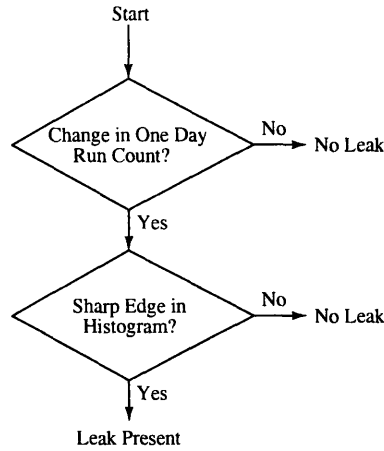 Start
Change in One Day
Run Count?
No
No Leak
Yes
Sharp Edge in
Histogram?
No
No Leak
Yes
Leak Present